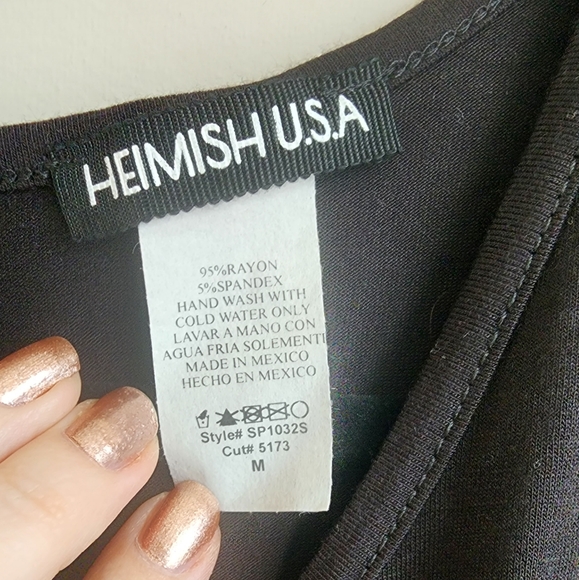 HEIMISH U.S.A
95%RAYON
5%SPANDEX
HAND WASH WITH
COLD WATER ONLY
LAVAR A MANO CON
AGUA FRIA SOLEMENTI
MADE IN MEXICO
HECHO EN MEXICO
Style# SP1032S
Cut# 5173
M